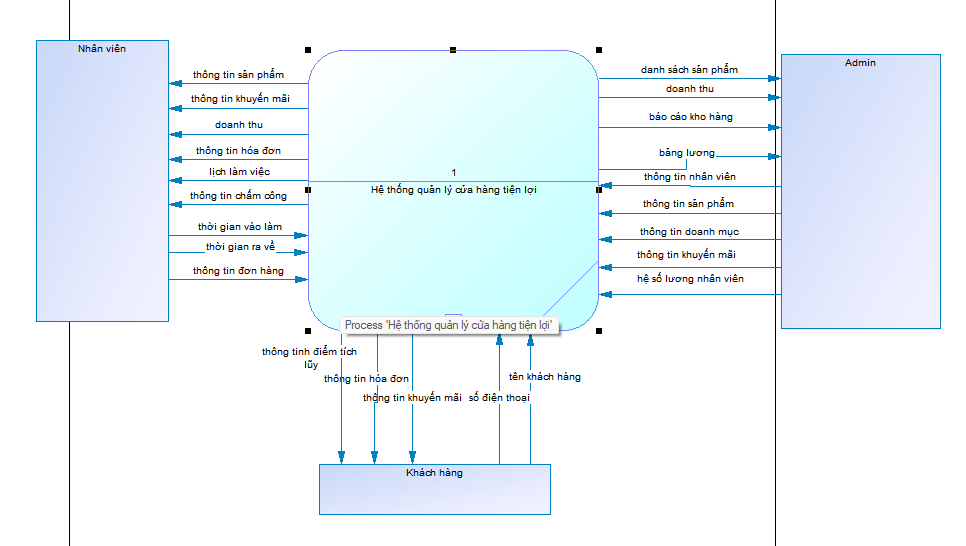 Nhân viên
Admin
thông tin sản phẩm
thông tin khuyến mãi
doanh thu
thông tin hóa đơn
lịch làm việc
thông tin chấm công
thời gian vào làm
thời gian ra về
thông tin đơn hàng
1
Hệ thống quản lý cửa hàng tiện lợi
danh sách sản phẩm
doanh thu
báo cáo kho hàng
bảng lương
thông tin nhân viên
thông tin sản phẩm
thông tin doanh mục
thông tin khuyến mãi
hệ số lương nhân viên
Process 'Hệ thống quản lý cửa hàng tiện lợi'
thông tinh điểm tích
lũy
thông tin hóa đơn
thông tin khuyến mãi
số điện thoại
tên khách hàng
Khách hàng